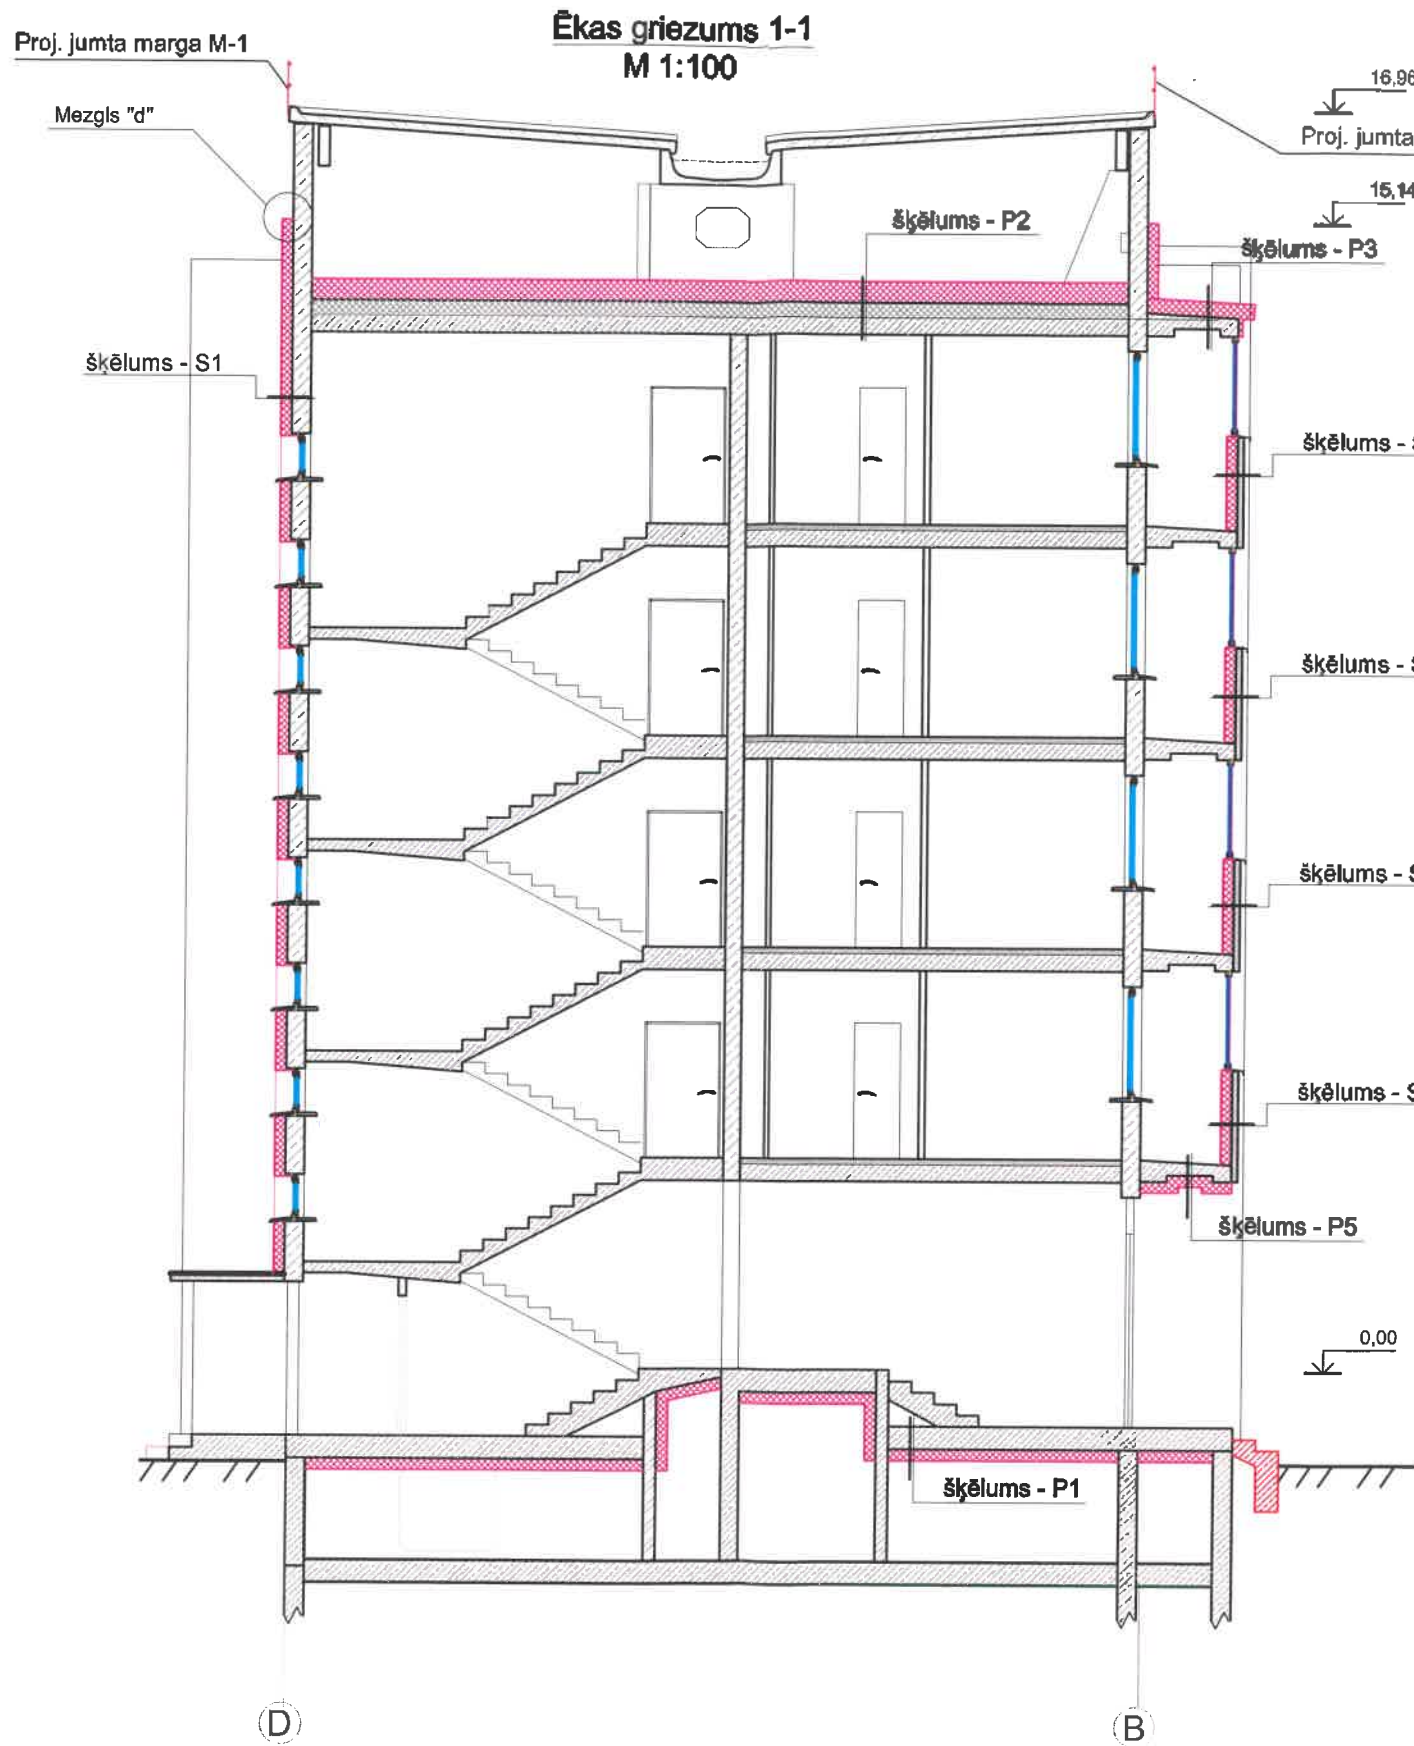 Ēkas griezums 1-1
M 1:100
Proj. jumta marga M-1
Mezgls "d"
16,96
Proj. jumta
15,14
šķēlums - P2
šķēlums - P3
šķēlums - S1
šķēlums -
šķēlums - S
šķēlums - S
šķēlums - S
šķēlums - P5
0,00
šķēlums - P1
D
B